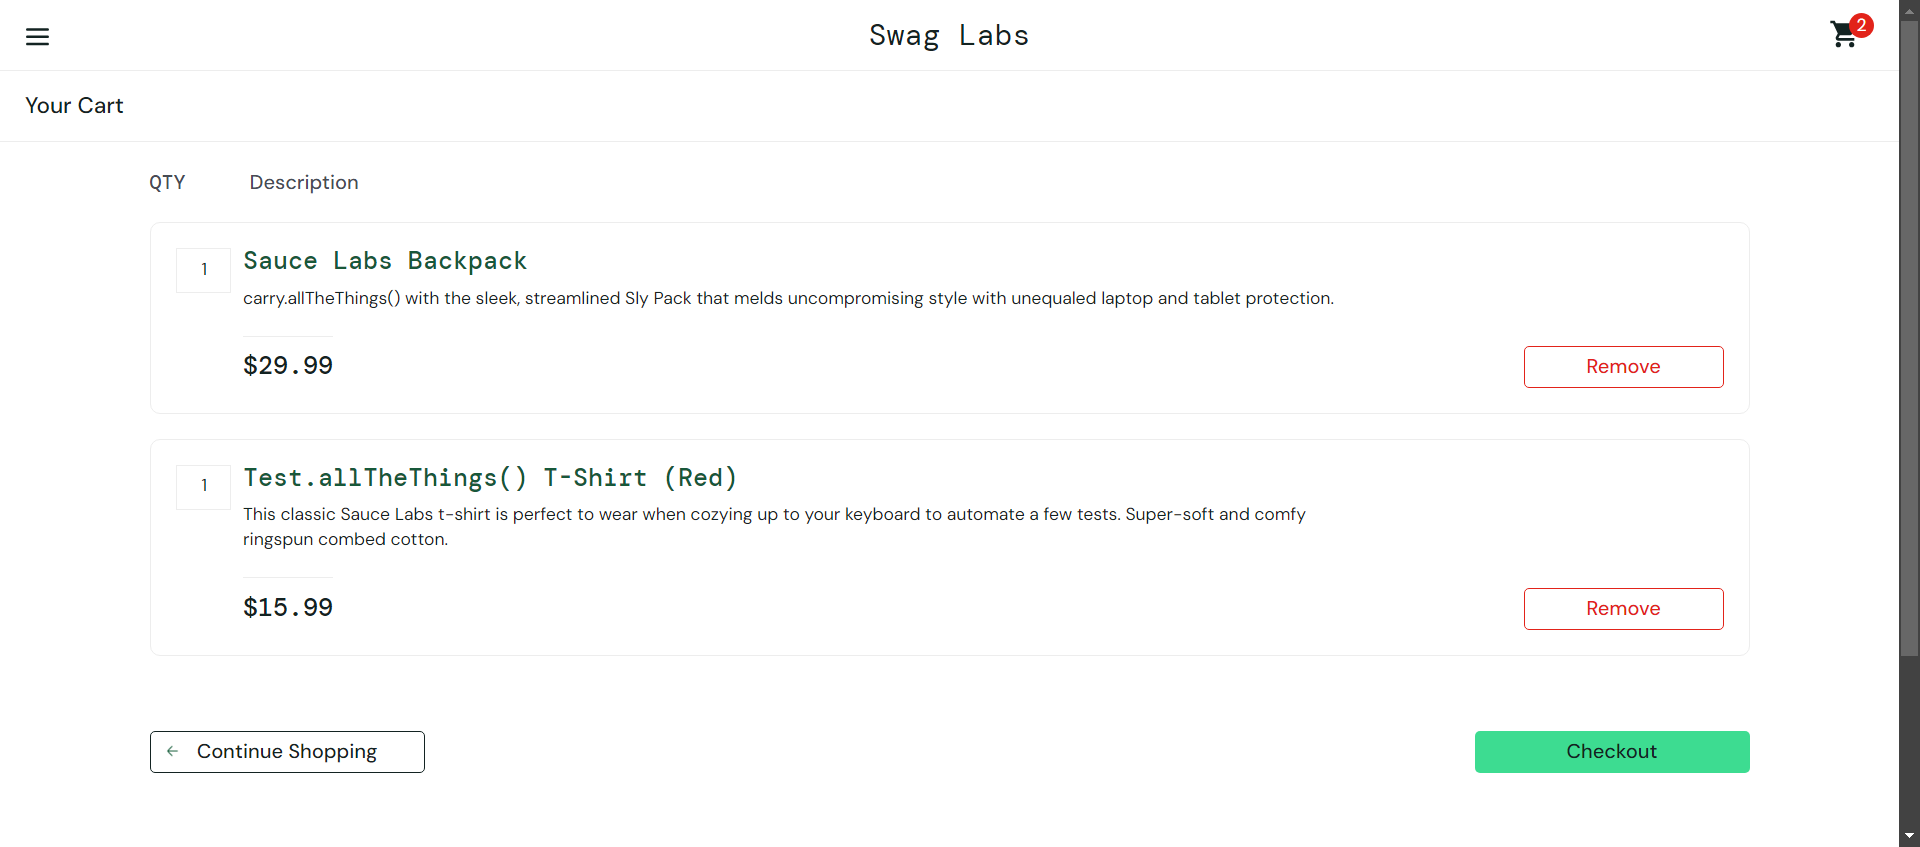 Swag Labs
2
Your Cart
QTY Description
1 Sauce Labs Backpack
carry.allTheThings() with the sleek, streamlined Sly Pack that melds uncompromising style with unequaled laptop and tablet protection.
$29.99 Remove
1 Test.allTheThings() T-Shirt (Red)
This classic Sauce Labs t-shirt is perfect to wear when cozying up to your keyboard to automate a few tests. Super-soft and comfy
ringspun combed cotton.
$15.99 Remove
Continue Shopping Checkout